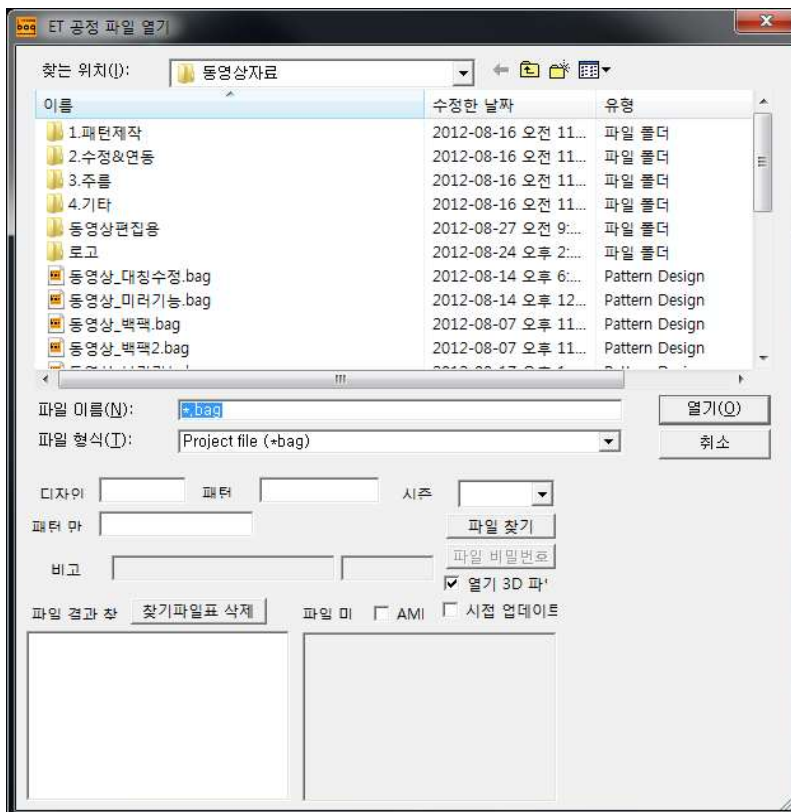 bag ET 공정 파일 열기
찾는 위치(I): 동영상자료
이름 수정한 날짜 유형
1.패턴제작 2012-08-16 오전 11... 파일 폴더
2.수정&연동 2012-08-16 오전 11... 파일 폴더
3.주름 2012-08-16 오전 11... 파일 폴더
4.기타 2012-08-16 오전 11... 파일 폴더
동영상편집용 2012-08-27 오전 9:... 파일 폴더
로고 2012-08-24 오후 2:... 파일 폴더
동영상_대칭수정.bag 2012-08-14 오후 6:... Pattern Design
동영상_미러기능.bag 2012-08-14 오후 12... Pattern Design
동영상_백팩.bag 2012-08-07 오후 11... Pattern Design
동영상_백팩2.bag 2012-08-07 오후 11... Pattern Design
파일 이름(N): *.bag 열기(O)
파일 형식(T): Project file (*bag) 취소
디자인 패턴 시즌
패턴 만 파일 찾기
비고 파일 비밀번호
열기 3D 파
파일 결과 창 찾기파일표 삭제 파일 미 AMI 시접 업데이트